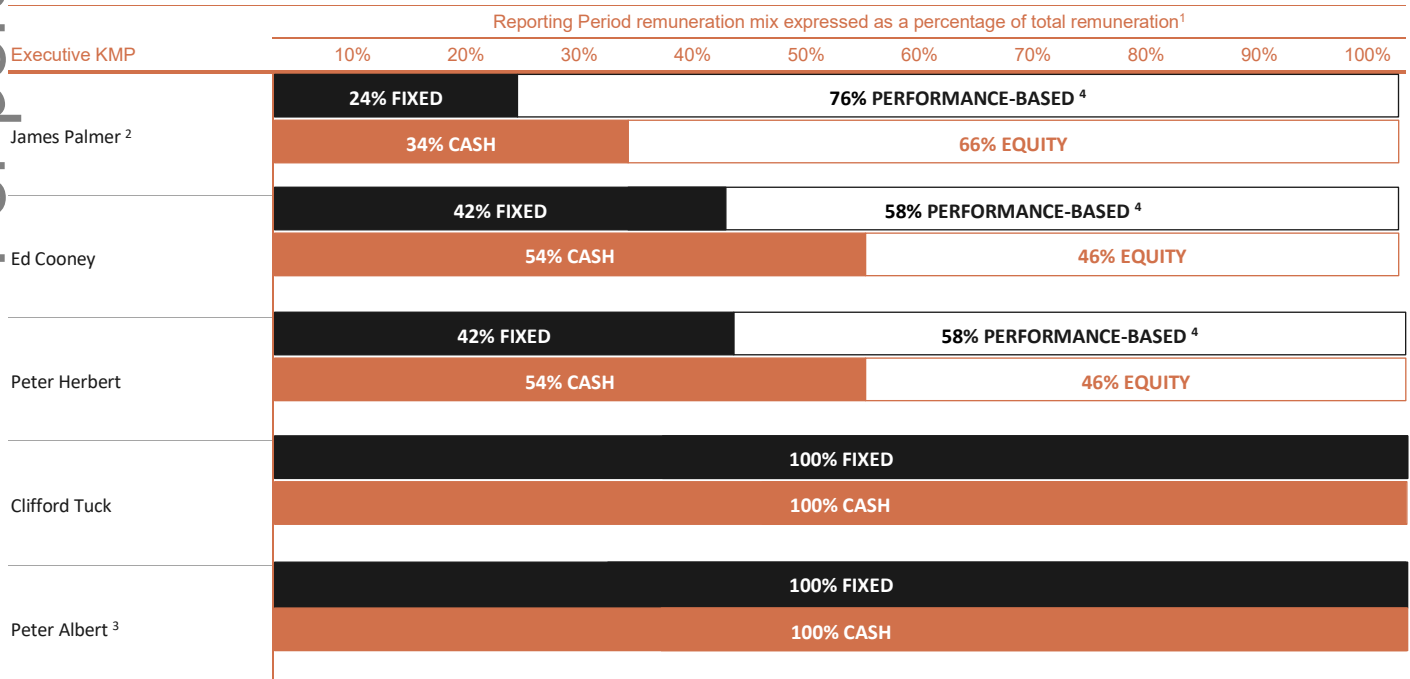 Reporting Period remuneration mix expressed as a percentage of total remuneration1
Executive KMP 10% 20% 30% 40% 50% 60% 70% 80% 90% 100%
24% FIXED 76% PERFORMANCE-BASED 4
James Palmer 2
34% CASH 66% EQUITY
42% FIXED 58% PERFORMANCE-BASED 4
Ed Cooney
54% CASH 46% EQUITY
42% FIXED 58% PERFORMANCE-BASED 4
Peter Herbert
54% CASH 46% EQUITY
100% FIXED
Clifford Tuck
100% CASH
100% FIXED
Peter Albert 3
100% CASH